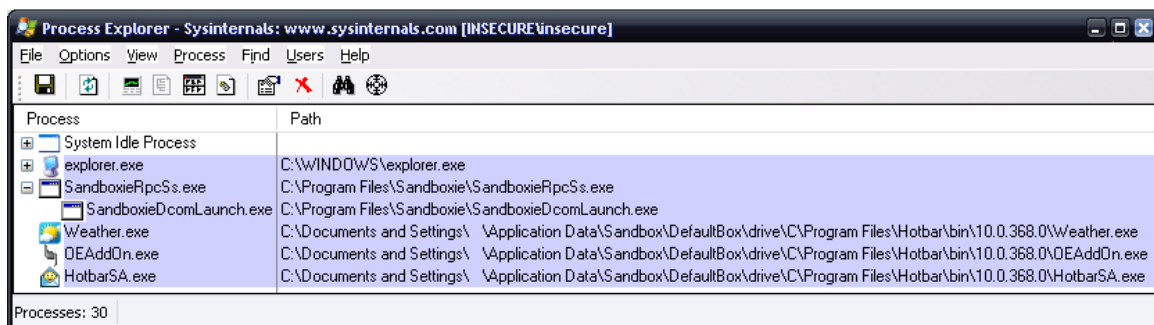 Process Explorer - Sysinternals: www.sysinternals.com [INSECURE\insecure]
File Options View Process Find Users Help
Process Path
System Idle Process
explorer.exe C:\WINDOWS\explorer.exe
SandboxieRpcSs.exe C:\Program Files\Sandboxie\SandboxieRpcSs.exe
SandboxieDcomLaunch.exe C:\Program Files\Sandboxie\SandboxieDcomLaunch.exe
Weather.exe C:\Documents and Settings\ \Application Data\Sandbox\DefaultBox\drive\C\Program Files\Hotbar\bin\10.0.368.0\Weather.exe
OEAddOn.exe C:\Documents and Settings\ \Application Data\Sandbox\DefaultBox\drive\C\Program Files\Hotbar\bin\10.0.368.0\OEAddOn.exe
HotbarSA.exe C:\Documents and Settings\ \Application Data\Sandbox\DefaultBox\drive\C\Program Files\Hotbar\bin\10.0.368.0\HotbarSA.exe
Processes: 30